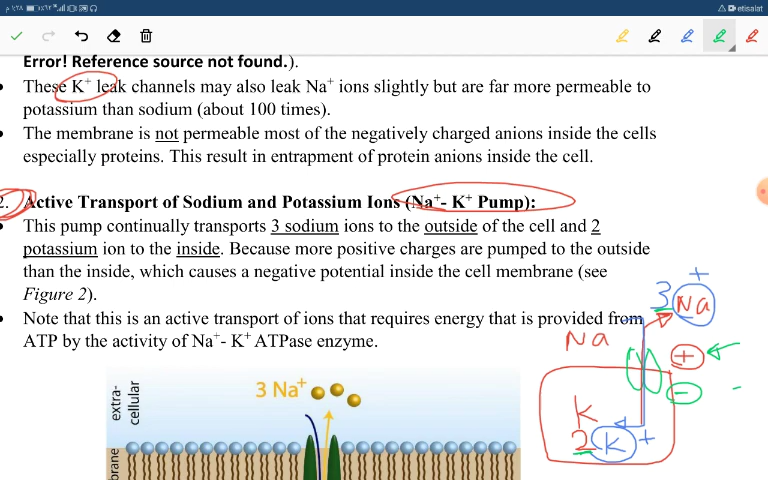 etisalat
Error! Reference source not found.).
• These K⁺ leak channels may also leak Na⁺ ions slightly but are far more permeable to
potassium than sodium (about 100 times).
• The membrane is not permeable most of the negatively charged anions inside the cells
especially proteins. This result in entrapment of protein anions inside the cell.
2. Active Transport of Sodium and Potassium Ions (Na⁺- K⁺ Pump):
• This pump continually transports 3 sodium ions to the outside of the cell and 2
potassium ion to the inside. Because more positive charges are pumped to the outside
than the inside, which causes a negative potential inside the cell membrane (see
Figure 2).
• Note that this is an active transport of ions that requires energy that is provided from
ATP by the activity of Na⁺- K⁺ ATPase enzyme.
+
3 Na
Na
+
−
−
K
2 K +
extra-
cellular
3 Na⁺
brane